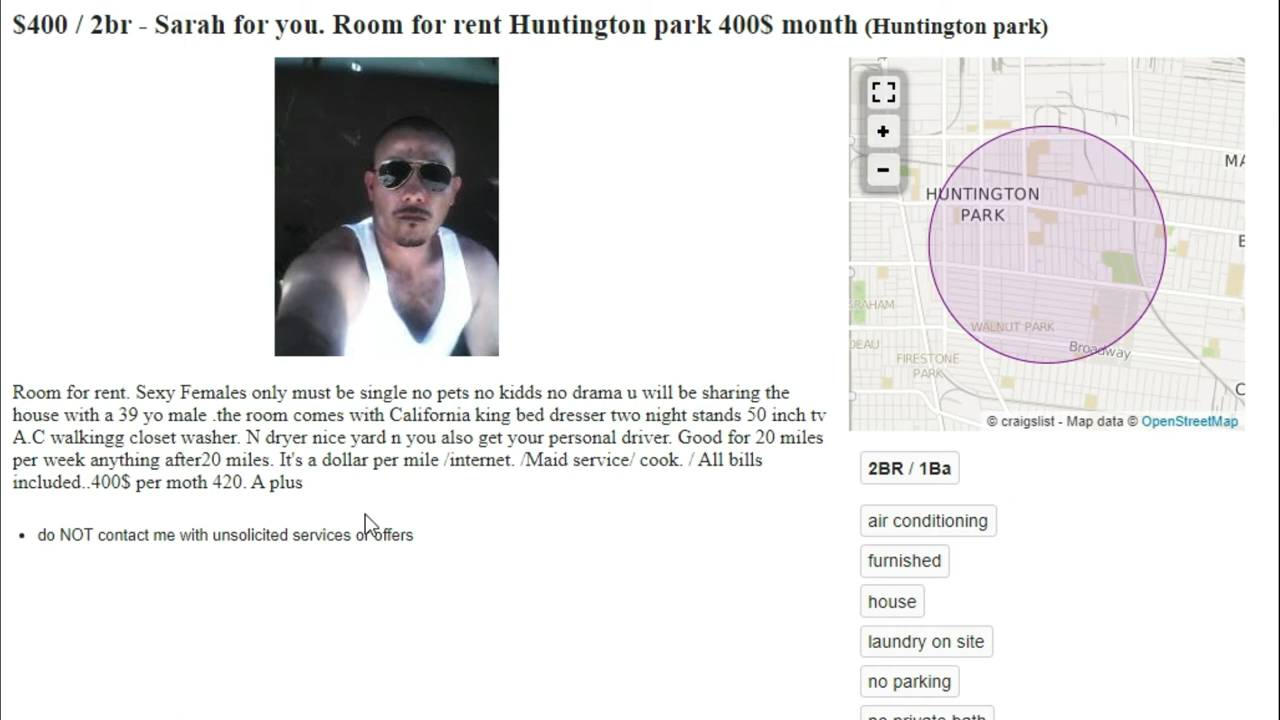 $400 / 2br - Sarah for you. Room for rent Huntington park 400$ month (Huntington park)
HUNTINGTON
PARK
MA
WALNUT PARK
Broadway
FIRESTONE
PARK
© craigslist - Map data © OpenStreetMap
Room for rent. Sexy Females only must be single no pets no kidds no drama u will be sharing the
house with a 39 yo male .the room comes with California king bed dresser two night stands 50 inch tv
A.C walkingg closet washer. N dryer nice yard n you also get your personal driver. Good for 20 miles
per week anything after20 miles. It's a dollar per mile /internet. /Maid service/ cook. / All bills
included..400$ per moth 420. A plus
• do NOT contact me with unsolicited services or offers
2BR / 1Ba
air conditioning
furnished
house
laundry on site
no parking
no private bath